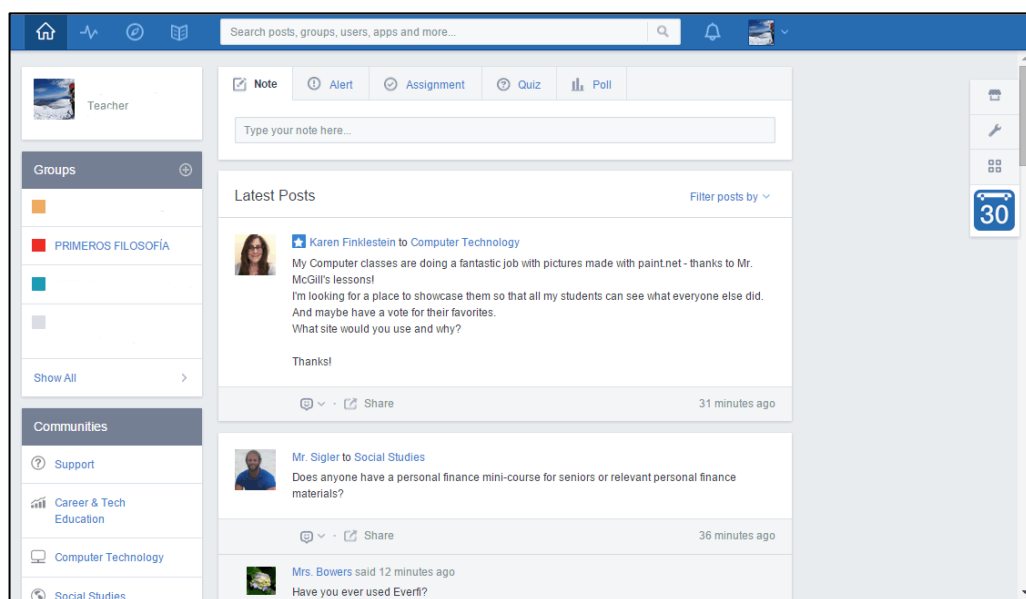 Search posts, groups, users, apps and more...
Teacher
Groups
PRIMEROS FILOSOFÍA
Show All
Communities
Support
Career & Tech
Education
Computer Technology
Social Studies
Note
Alert
Assignment
Quiz
Poll
Type your note here...
Latest Posts
Filter posts by
Karen Finklestein to Computer Technology
My Computer classes are doing a fantastic job with pictures made with paint.net - thanks to Mr.
McGill's lessons!
I'm looking for a place to showcase them so that all my students can see what everyone else did.
And maybe have a vote for their favorites.
What site would you use and why?
Thanks!
Share
31 minutes ago
Mr. Sigler to Social Studies
Does anyone have a personal finance mini-course for seniors or relevant personal finance
materials?
Share
36 minutes ago
Mrs. Bowers said 12 minutes ago
Have you ever used Everfi?
30